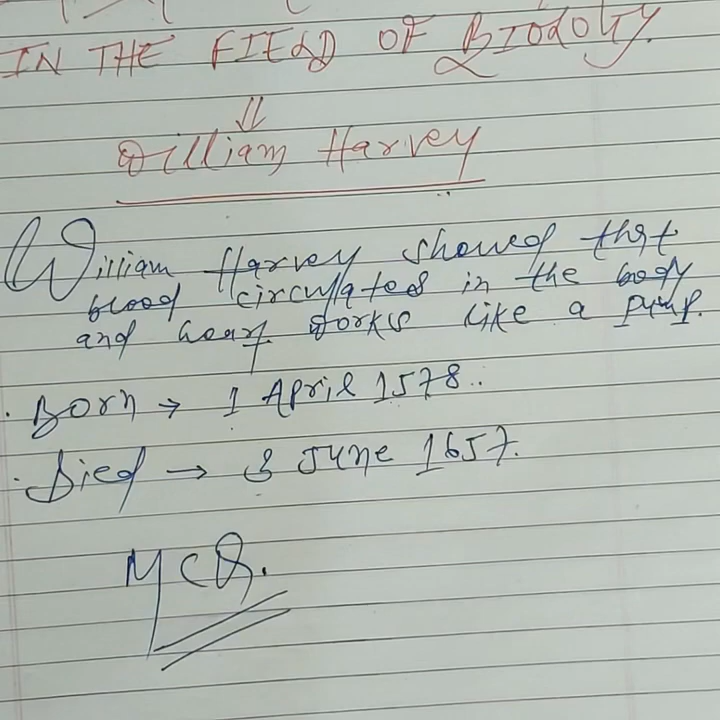 IN THE FIELD OF BIOLOGY
William Harvey
William Harvey showed that
blood circulated in the body
and heart works like a pump.
· Born → 1 April 1578..
· Died → 3 June 1657.
MCQ.